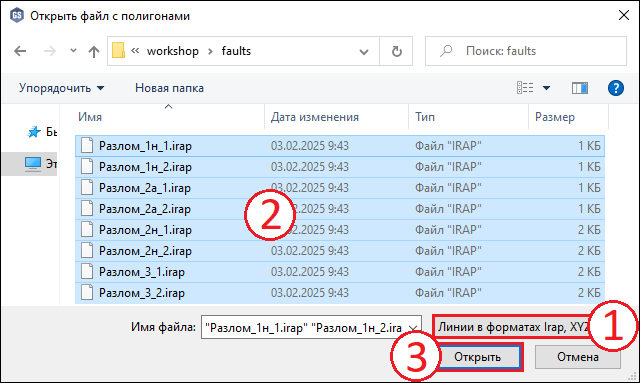 GS Открыть файл с полигонами
« workshop › faults
Поиск: faults
Упорядочить Новая папка
Имя Дата изменения Тип Размер
Бы
Эт
Разлом_1н_1.irap 03.02.2025 9:43 Файл "IRAP" 1 КБ
Разлом_1н_2.irap 03.02.2025 9:43 Файл "IRAP" 1 КБ
Разлом_2а_1.irap 03.02.2025 9:43 Файл "IRAP" 1 КБ
Разлом_2а_2.irap 03.02.2025 9:43 Файл "IRAP" 1 КБ
Разлом_2н_1.irap 03.02.2025 9:43 Файл "IRAP" 2 КБ
Разлом_2н_2.irap 03.02.2025 9:43 Файл "IRAP" 2 КБ
Разлом_3_1.irap 03.02.2025 9:43 Файл "IRAP" 2 КБ
Разлом_3_2.irap 03.02.2025 9:43 Файл "IRAP" 2 КБ
2
Имя файла: "Разлом_1н_1.irap" "Разлом_1н_2.ira
Линии в форматах Irap, XYZ
1
3
Открыть Отмена